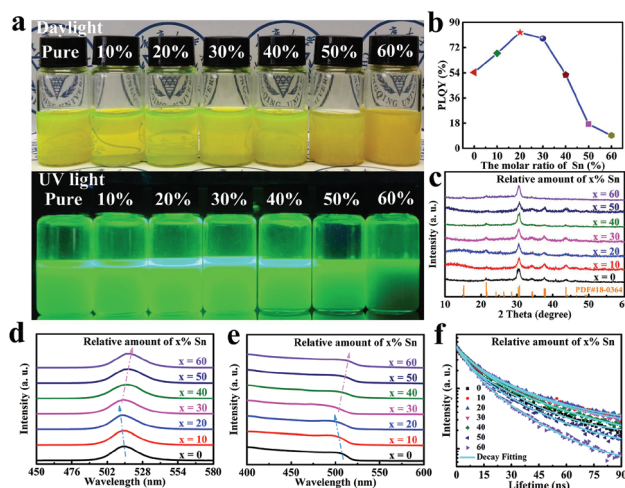 a
Daylight
Pure 10% 20% 30% 40% 50% 60%
UV light
Pure 10% 20% 30% 40% 50% 60%
b
PLQY (%)
90
72
54
36
18
0
0 10 20 30 40 50 60
The molar ratio of Sn (%)
c
Relative amount of x% Sn
Intensity (a. u.)
x = 60
x = 50
x = 40
x = 30
x = 20
x = 10
x = 0
PDF#18-0364
10 20 30 40 50 60
2 Theta (degree)
d
Relative amount of x% Sn
Intensity (a. u.)
x = 60
x = 50
x = 40
x = 30
x = 20
x = 10
x = 0
450 476 502 528 554 580
Wavelength (nm)
e
Relative amount of x% Sn
Intensity (a. u.)
x = 60
x = 50
x = 40
x = 30
x = 20
x = 10
x = 0
400 450 500 550 600
Wavelength (nm)
f
Relative amount of x% Sn
Intensity (a. u.)
0
10
20
30
40
50
60
Decay Fitting
0 15 30 45 60 75 90
Lifetime (ns)